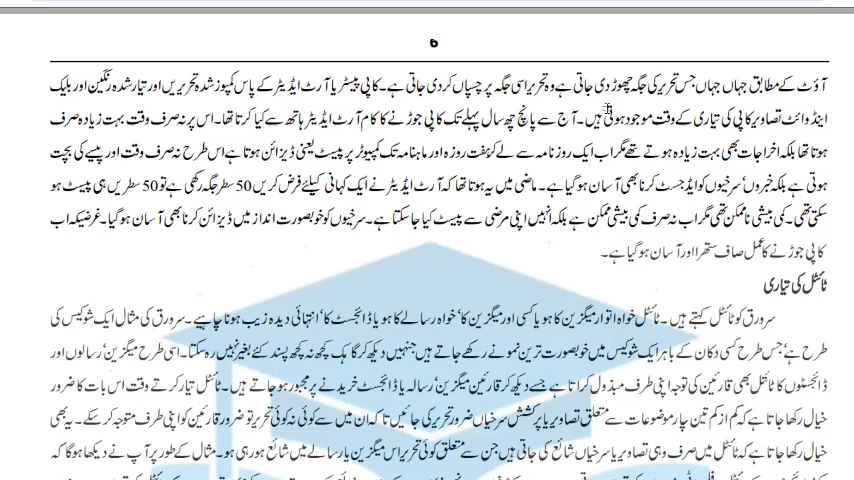 ہ
آؤٹ کے مطابق جہاں جہاں جس تحریر کی جگہ چھوڑ دی جاتی ہے وہ تحریر اسی جگہ پر چسپاں کر دی جاتی ہے۔ کاپی پیسٹر یا آرٹ ایڈیٹر کے پاس کمپوز شدہ تحریریں اور تیار شدہ رنگین اور بلیک
اینڈ وائٹ تصاویر کاپی کی تیاری کے وقت موجود ہوتی ہیں۔ آج سے پانچ چھ سال پہلے تک کاپی جوڑنے کا کام آرٹ ایڈیٹر ہاتھ سے کیا کرتا تھا۔ اس پر نہ صرف وقت بہت زیادہ صرف
ہوتا تھا بلکہ اخراجات بھی بہت زیادہ ہوتے تھے مگر اب ایک روزنامہ سے لے کر ہفت روزہ اور ماہنامہ تک کمپیوٹر پر پیسٹ یعنی ڈیزائن ہوتا ہے اس طرح نہ صرف وقت اور پیسے کی بچت
ہوتی ہے بلکہ خبروں' سرخیوں کو ایڈجسٹ کرنا بھی آسان ہو گیا ہے۔ ماضی میں یہ ہوتا تھا کہ آرٹ ایڈیٹر نے ایک کہانی کیلئے فرض کریں 50 سطر جگہ رکھی ہے تو 50 سطریں ہی پیسٹ ہو
سکتی تھی۔ کمی بیشی ناممکن تھی مگر اب نہ صرف کمی بیشی ممکن ہے بلکہ انہیں اپنی مرضی سے پیسٹ کیا جا سکتا ہے۔ سرخیوں کو خوبصورت انداز میں ڈیزائن کرنا بھی آسان ہو گیا۔ غرضیکہ اب
کاپی جوڑنے کا عمل صاف ستھرا اور آسان ہو گیا ہے۔
ٹائٹل کی تیاری
سرورق کو ٹائٹل کہتے ہیں۔ ٹائٹل خواہ اتوار میگزین کا ہو یا کسی اور میگزین کا' خواہ رسالے کا ہو یا ڈائجسٹ کا' انتہائی دیدہ زیب ہونا چاہیے۔ سرورق کی مثال ایک شوکیس کی
طرح ہے' جس طرح کسی دکان کے باہر ایک شوکیس میں خوبصورت ترین نمونے رکھے جاتے ہیں جنہیں دیکھ کر گاہک کچھ نہ کچھ پسند کئے بغیر نہیں رہ سکتا۔ اسی طرح میگزین' رسالوں اور
ڈائجسٹوں کا ٹائٹل بھی قارئین کی توجہ اپنی طرف مبذول کراتا ہے جسے دیکھ کر قارئین میگزین' رسالہ یا ڈائجسٹ خریدنے پر مجبور ہو جاتے ہیں۔ ٹائٹل تیار کرتے وقت اس بات کا ضرور
خیال رکھا جاتا ہے کہ کم از کم تین چار موضوعات سے متعلق تصاویر یا پرکشش سرخیاں ضرور تحریر کی جائیں تاکہ ان میں سے کوئی نہ کوئی تحریر تو ضرور قارئین کو اپنی طرف متوجہ کر سکے۔ یہ بھی
خیال رکھا جاتا ہے کہ ٹائٹل میں صرف وہی تصاویر یا سرخیاں شائع کی جاتی ہیں جن سے متعلق کوئی تحریر اس میگزین یا رسالے میں شائع ہو رہی ہو۔ مثال کے طور پر آپ نے دیکھا ہوگا کہ